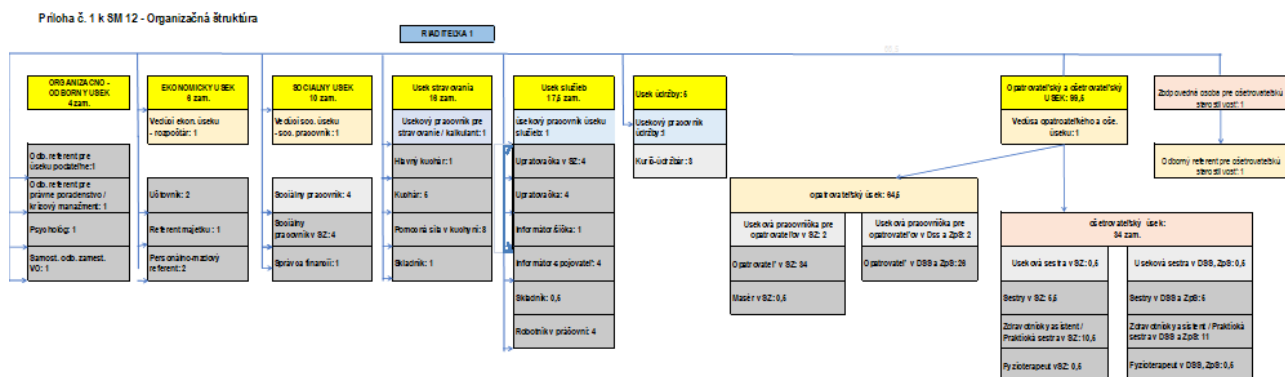 Príloha č. 1 k SM 12 - Organizačná štruktúra
RIADITEĽKA 1
ORGANIZAČNO -
ODBORNÝ ÚSEK
4 zam.
Odb. referent pre
úseku podateľne:1
Odb. referent pre
právne poradenstvo /
krízový manažment: 1
Psychológ: 1
Samost. odb. zamest.
VO: 1
EKONOMICKÝ ÚSEK
6 zam.
Vedúci ekon. úseku
- rozpočtár: 1
Účtovník: 2
Referent majetku : 1
Personálno-mzdový
referent: 2
SOCIÁLNY ÚSEK
10 zam.
Vedúci soc. úseku
- soc. pracovník : 1
Sociálny pracovník: 4
Sociálny
pracovník v SZ: 4
Správca financií: 1
Úsek stravovania
16 zam.
Úsekový pracovník pre
stravovanie / kalkulant: 1
Hlavný kuchár: 1
Kuchár: 5
Pomocná sila v kuchyni: 8
Skladník: 1
Úsek služieb
17,5 zam.
úsekový pracovník úseku
služieb: 1
Upratovačka v SZ: 4
Upratovačka: 4
Informátor/šička: 1
Informátor a pojovateľ: 4
Skladník: 0,5
Robotník v práčovni: 4
Úsek údržby: 5
Úsekový pracovník
údržby:1
Kurič-údržbár: 3
Opatrovateľský a ošetrovateľský
ÚSEK: 99,5
Vedúca opatrovateľského a oše.
úseku: 1
opatrovateľský úsek: 64,5
Úseková pracovníčka pre
opatrovateľov v SZ: 2
Opatrovateľ v SZ: 34
Masér v SZ: 0,5
Úseková pracovníčka pre
opatrovateľov v Dss a ZpS: 2
Opatrovateľ v DSS a ZpS: 26
ošetrovateľský úsek:
34 zam.
Úseková sestra v SZ: 0,5
Sestry v SZ: 5,5
Zdravotnícky asistent /
Praktická sestra v SZ: 10,5
Fyzioterapeut v SZ: 0,5
Úseková sestra v DSS, ZpS: 0,5
Sestry v DSS a ZpS: 5
Zdravotnícky asistent / Praktická
sestra v DSS a ZpS: 11
Fyzioterapeut v DSS, ZpS: 0,5
Zodpovedná osoba pre ošetrovateľskú
starostlivosť: 1
Odborný referent pre ošetrovateľskú
starostlivosť: 1